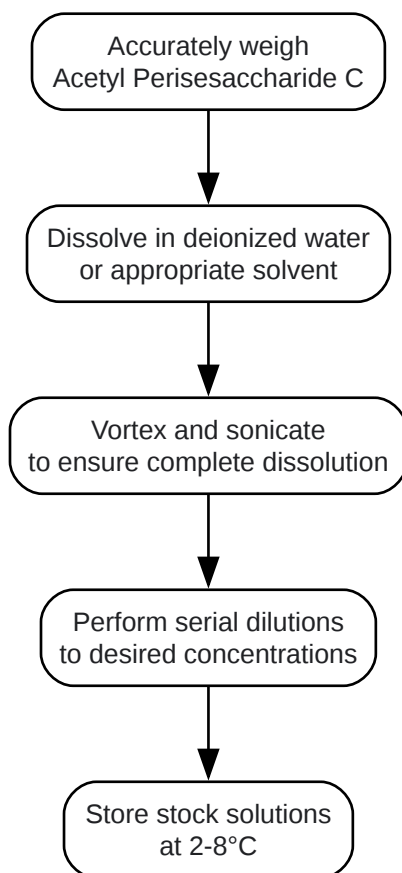 Accurately weigh
Acetyl Perisesaccharide C
Dissolve in deionized water
or appropriate solvent
Vortex and sonicate
to ensure complete dissolution
Perform serial dilutions
to desired concentrations
Store stock solutions
at 2-8°C